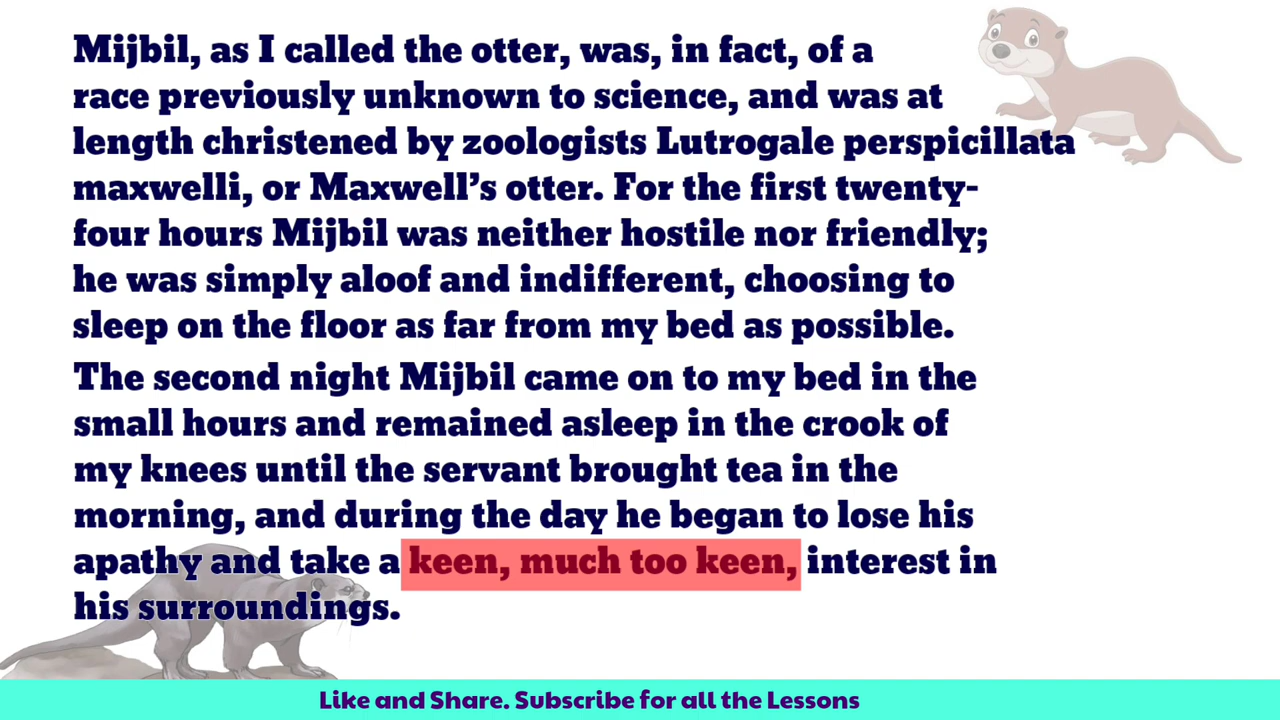 Mijbil, as I called the otter, was, in fact, of a
race previously unknown to science, and was at
length christened by zoologists Lutrogale perspicillata
maxwelli, or Maxwell’s otter. For the first twenty-
four hours Mijbil was neither hostile nor friendly;
he was simply aloof and indifferent, choosing to
sleep on the floor as far from my bed as possible.
The second night Mijbil came on to my bed in the
small hours and remained asleep in the crook of
my knees until the servant brought tea in the
morning, and during the day he began to lose his
apathy and take a keen, much too keen, interest in
his surroundings.
Like and Share. Subscribe for all the Lessons